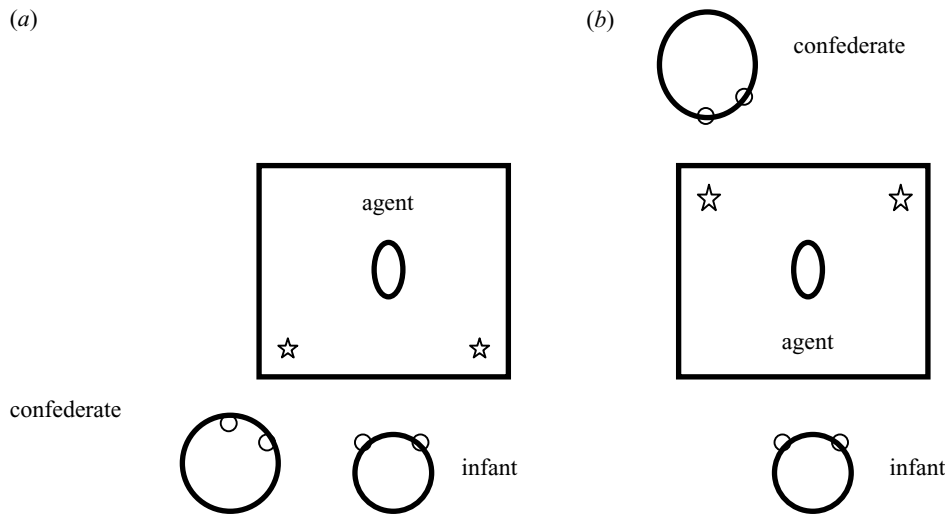 (a)
(b)
confederate
agent
agent
confederate
infant
infant